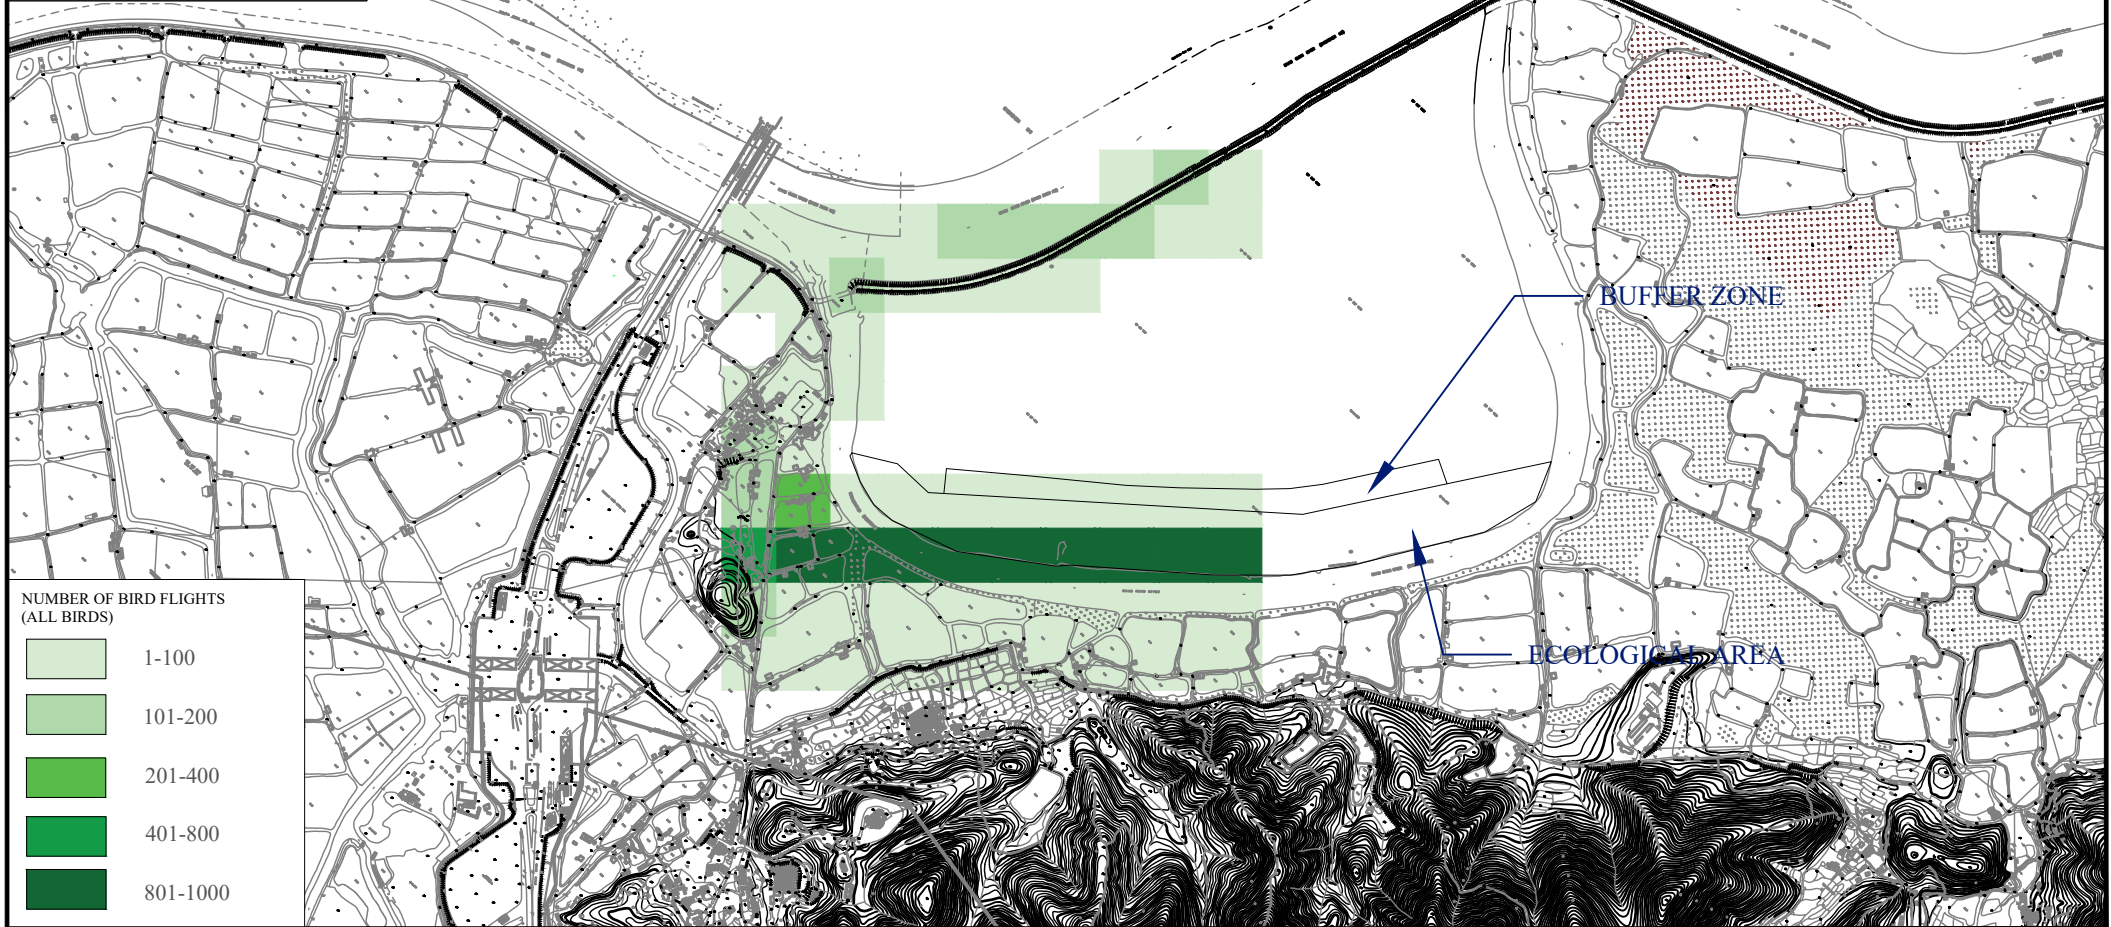 BUFFER ZONE
ECOLOGICAL AREA
NUMBER OF BIRD FLIGHTS
(ALL BIRDS)
1-100
101-200
201-400
401-800
801-1000